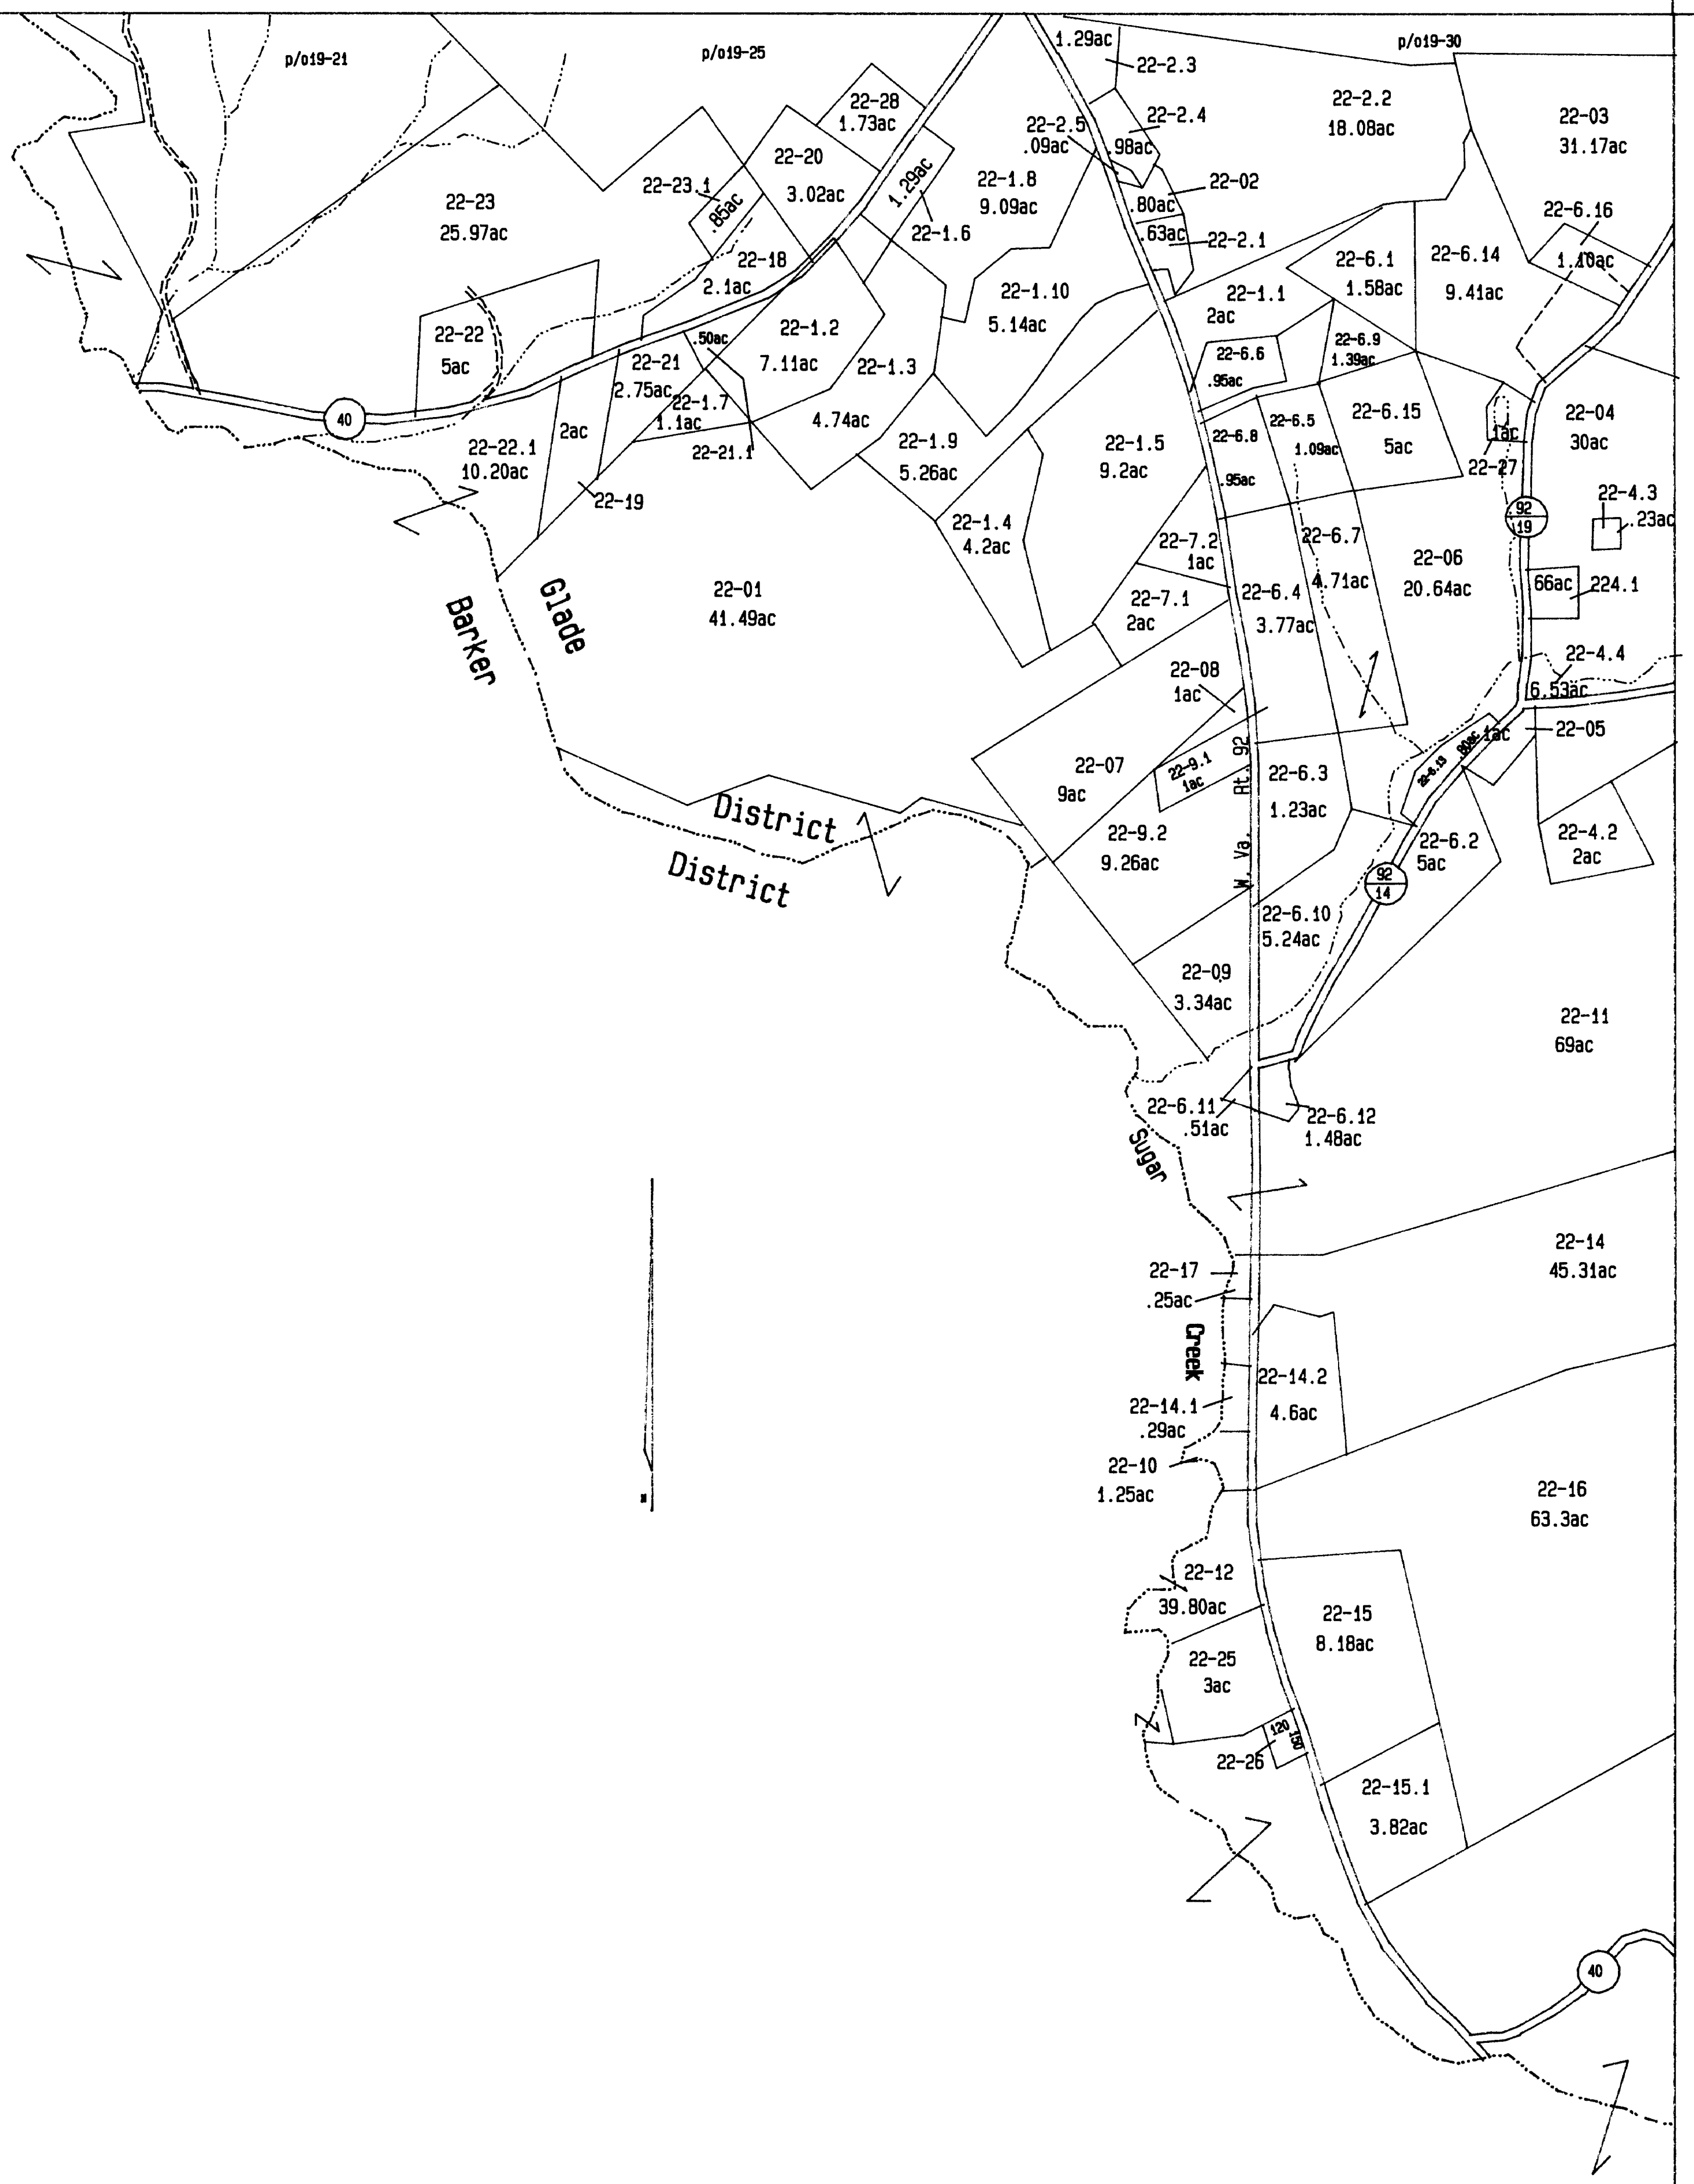 p/o19-21
p/o19-25
1.29ac
22-2.3
p/o19-30
22-28
1.73ac
22-2.5
.09ac
22-2.4
.98ac
22-2.2
18.08ac
22-03
31.17ac
22-20
3.02ac
22-23.1
.85ac
1.29ac
22-1.6
22-1.8
9.09ac
22-02
.80ac
.63ac
22-2.1
22-23
25.97ac
22-6.16
1.10ac
22-18
2.1ac
22-1.10
5.14ac
22-1.1
2ac
22-6.1
1.58ac
22-6.14
9.41ac
22-22
5ac
22-21
2.75ac
.50ac
22-1.2
7.11ac
22-1.3
4.74ac
22-6.6
.95ac
22-6.9
1.39ac
40
2ac
22-1.7
1.1ac
22-21.1
22-22.1
10.20ac
22-19
22-1.9
5.26ac
22-1.5
9.2ac
22-6.8
.95ac
22-6.5
1.09ac
22-6.15
5ac
1ac
22-27
22-04
30ac
22-4.3
.23ac
92
19
22-1.4
4.2ac
22-7.2
1ac
22-6.7
4.71ac
22-06
20.64ac
66ac
224.1
22-01
41.49ac
22-7.1
2ac
22-6.4
3.77ac
Glade
Barker
22-08
1ac
22-4.4
6.53ac
22-07
9ac
22-9.1
1ac
W. Va. Rt. 92
22-6.3
1.23ac
22-6.13
.80ac
1ac
22-05
District
District
22-9.2
9.26ac
22-6.2
5ac
22-4.2
2ac
92
14
22-6.10
5.24ac
22-09
3.34ac
22-11
69ac
22-6.11
.51ac
22-6.12
1.48ac
Sugar
22-17
.25ac
22-14
45.31ac
Creek
22-14.2
4.6ac
22-14.1
.29ac
22-10
1.25ac
22-16
63.3ac
22-12
39.80ac
22-15
8.18ac
22-25
3ac
120
150
22-26
22-15.1
3.82ac
40